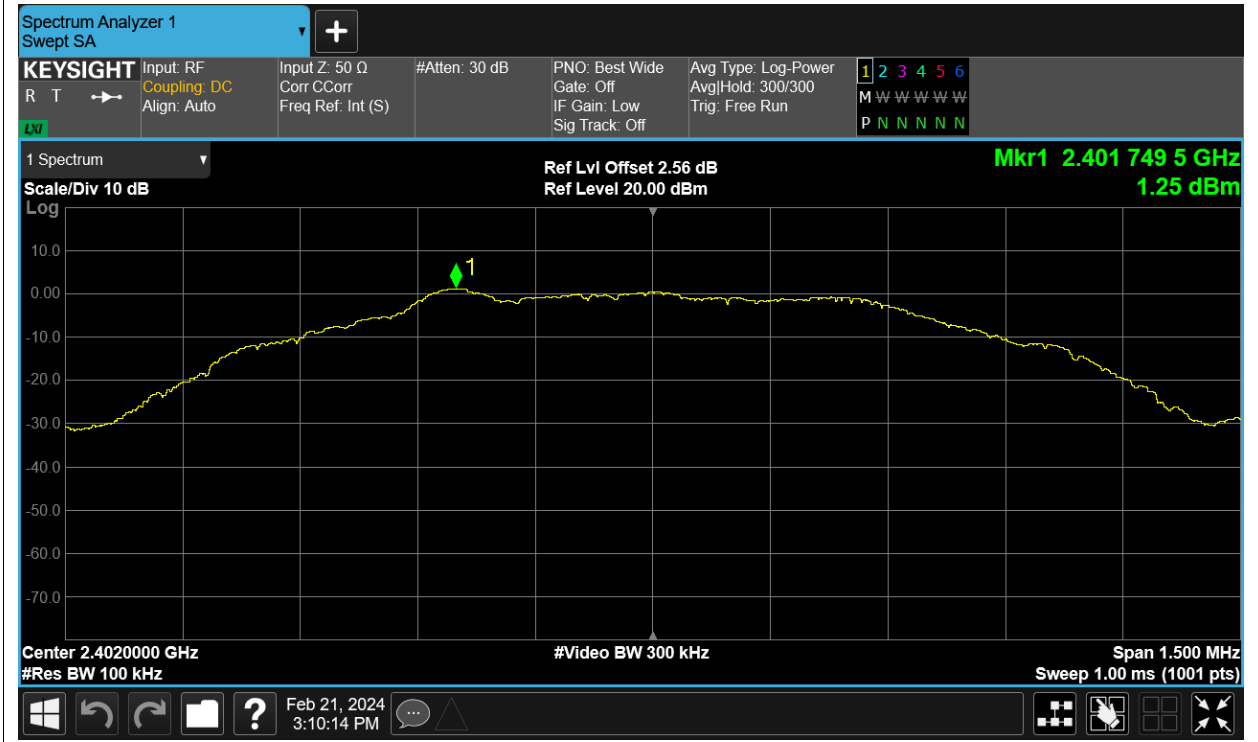 Spectrum Analyzer 1
Swept SA
+
KEYSIGHT
R T
LXI
Input: RF
Coupling: DC
Align: Auto
Input Z: 50 Ω
Corr CCorr
Freq Ref: Int (S)
#Atten: 30 dB
PNO: Best Wide
Gate: Off
IF Gain: Low
Sig Track: Off
Avg Type: Log-Power
Avg|Hold: 300/300
Trig: Free Run
1 2 3 4 5 6
M W W W W W
P N N N N N
1 Spectrum
Scale/Div 10 dB
Log
Ref Lvl Offset 2.56 dB
Ref Level 20.00 dBm
Mkr1 2.401 749 5 GHz
1.25 dBm
1
10.0
0.00
-10.0
-20.0
-30.0
-40.0
-50.0
-60.0
-70.0
Center 2.4020000 GHz
#Res BW 100 kHz
#Video BW 300 kHz
Span 1.500 MHz
Sweep 1.00 ms (1001 pts)
?
Feb 21, 2024
3:10:14 PM